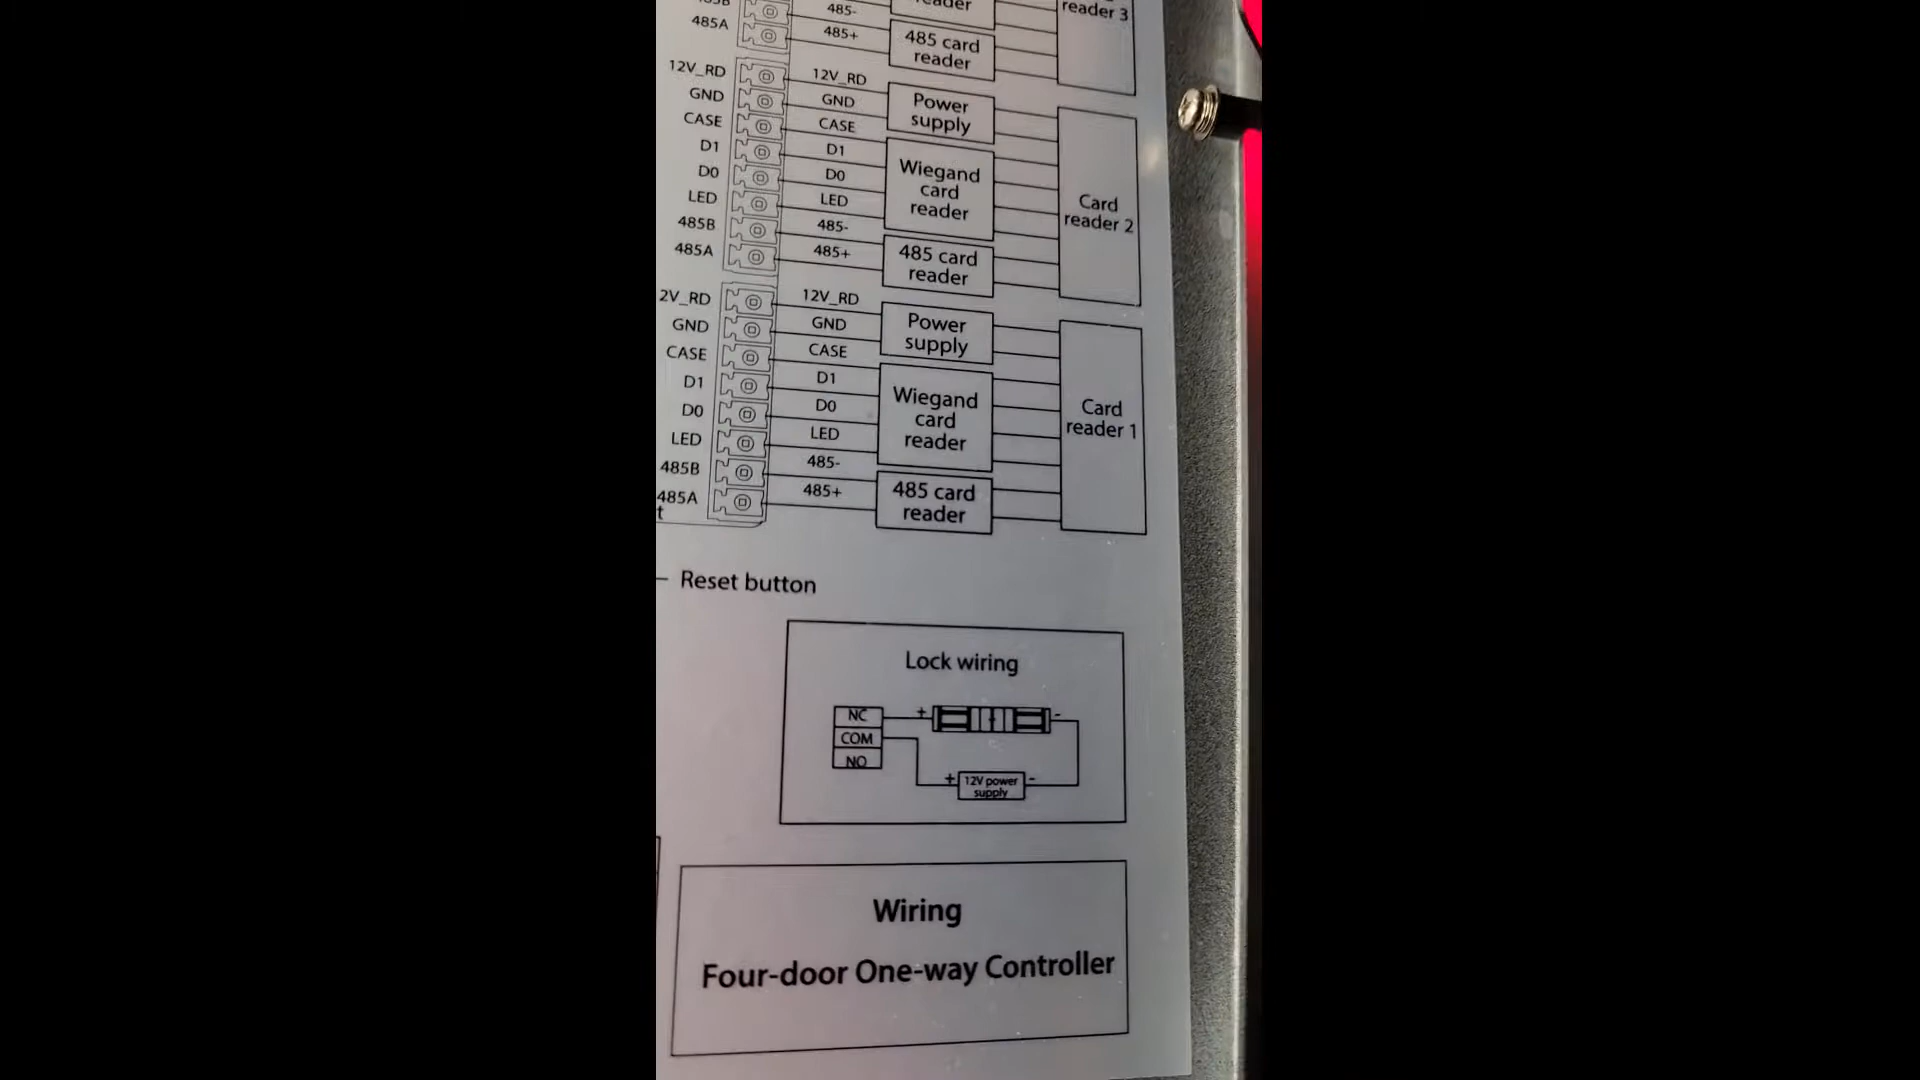 485-
reader 3
485A
485+
485 card
reader
12V_RD
12V_RD
Power
supply
GND
GND
CASE
CASE
D1
D1
Wiegand
card
reader
D0
D0
LED
LED
Card
reader 2
485B
485-
485 card
reader
485A
485+
2V_RD
12V_RD
Power
supply
GND
GND
CASE
CASE
D1
D1
Wiegand
card
reader
D0
D0
LED
LED
Card
reader 1
485B
485-
485 card
reader
485A
485+
t
Reset button
Lock wiring
NC
+
-
COM
NO
+
12V power
supply
-
Wiring
Four-door One-way Controller